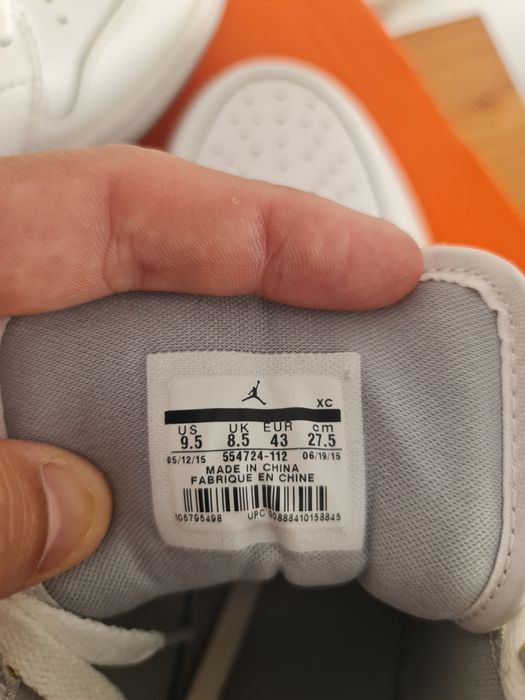 XC
US UK EUR cm
9.5 8.5 43 27.5
05/12/15 554724-112 06/19/15
MADE IN CHINA
FABRIQUE EN CHINE
105795498 UPC 00888410158845